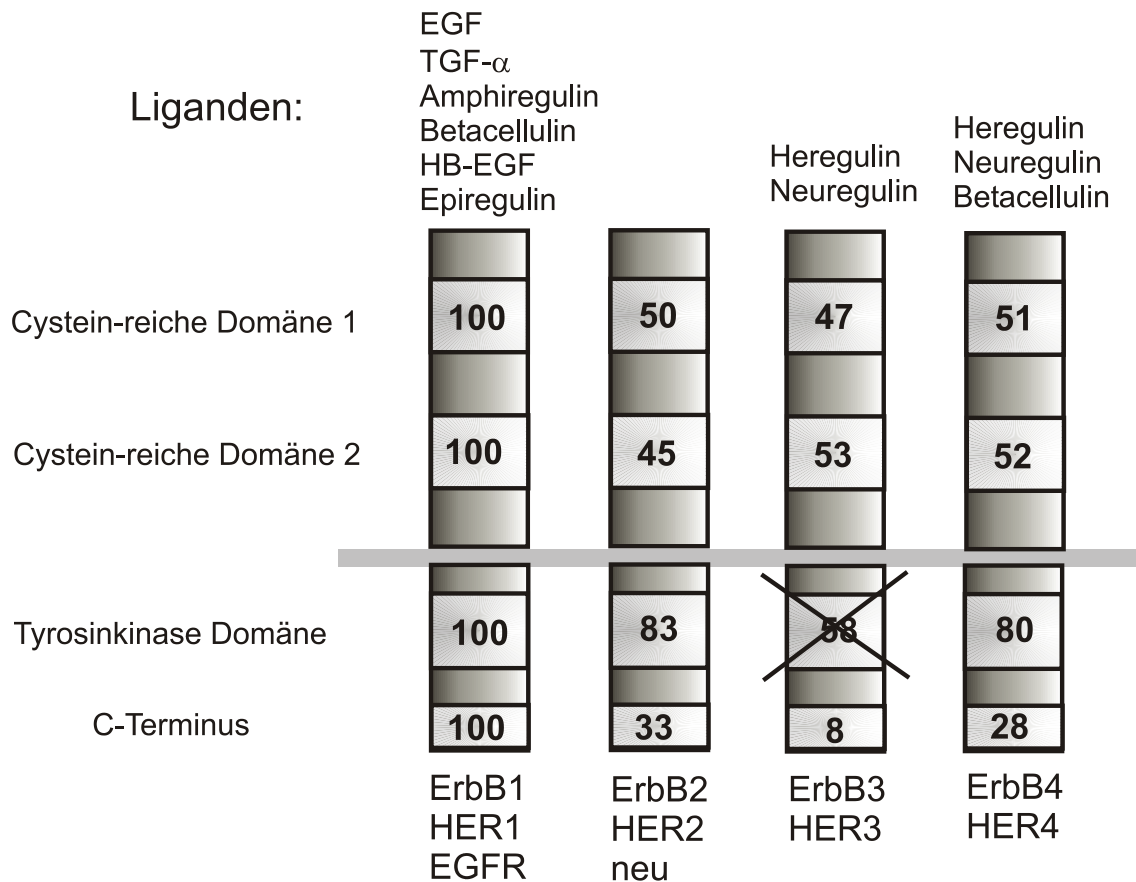 EGF
TGF-α
Amphiregulin
Betacellulin
HB-EGF
Epiregulin
Liganden:
Heregulin
Neuregulin
Heregulin
Neuregulin
Betacellulin
Cystein-reiche Domäne 1
100
50
47
51
Cystein-reiche Domäne 2
100
45
53
52
Tyrosinkinase Domäne
100
83
58
80
C-Terminus
100
33
8
28
ErbB1
HER1
EGFR
ErbB2
HER2
neu
ErbB3
HER3
ErbB4
HER4